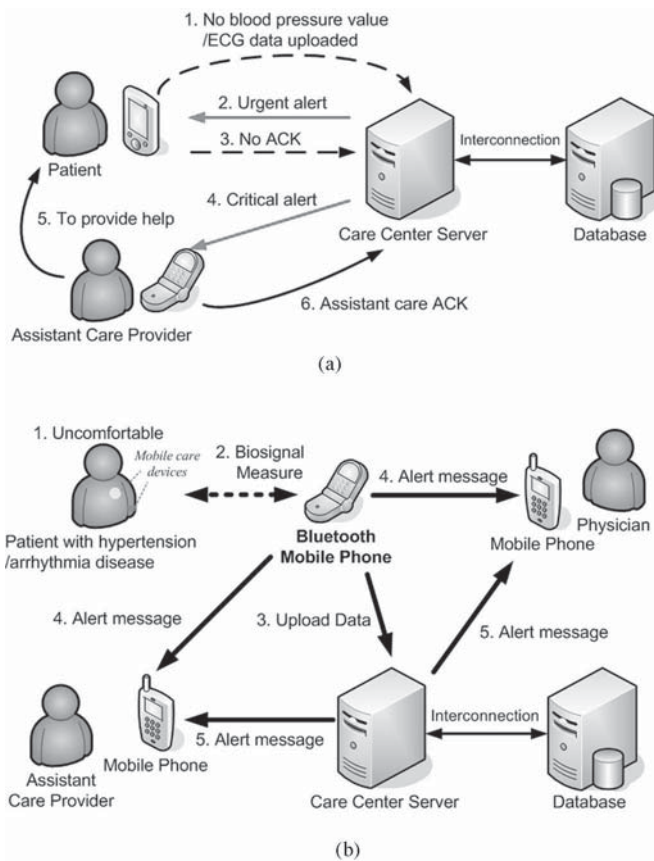 1. No blood pressure value
/ECG data uploaded
2. Urgent alert
3. No ACK
Interconnection
Patient
4. Critical alert
5. To provide help
Care Center Server
Database
6. Assistant care ACK
Assistant Care Provider
(a)
1. Uncomfortable
Mobile care
devices
2. Biosignal
Measure
4. Alert message
Physician
Patient with hypertension
/arrhythmia disease
Bluetooth
Mobile Phone
Mobile Phone
4. Alert message
3. Upload Data
5. Alert message
Interconnection
Mobile Phone
5. Alert message
Assistant
Care Provider
Care Center Server
Database
(b)